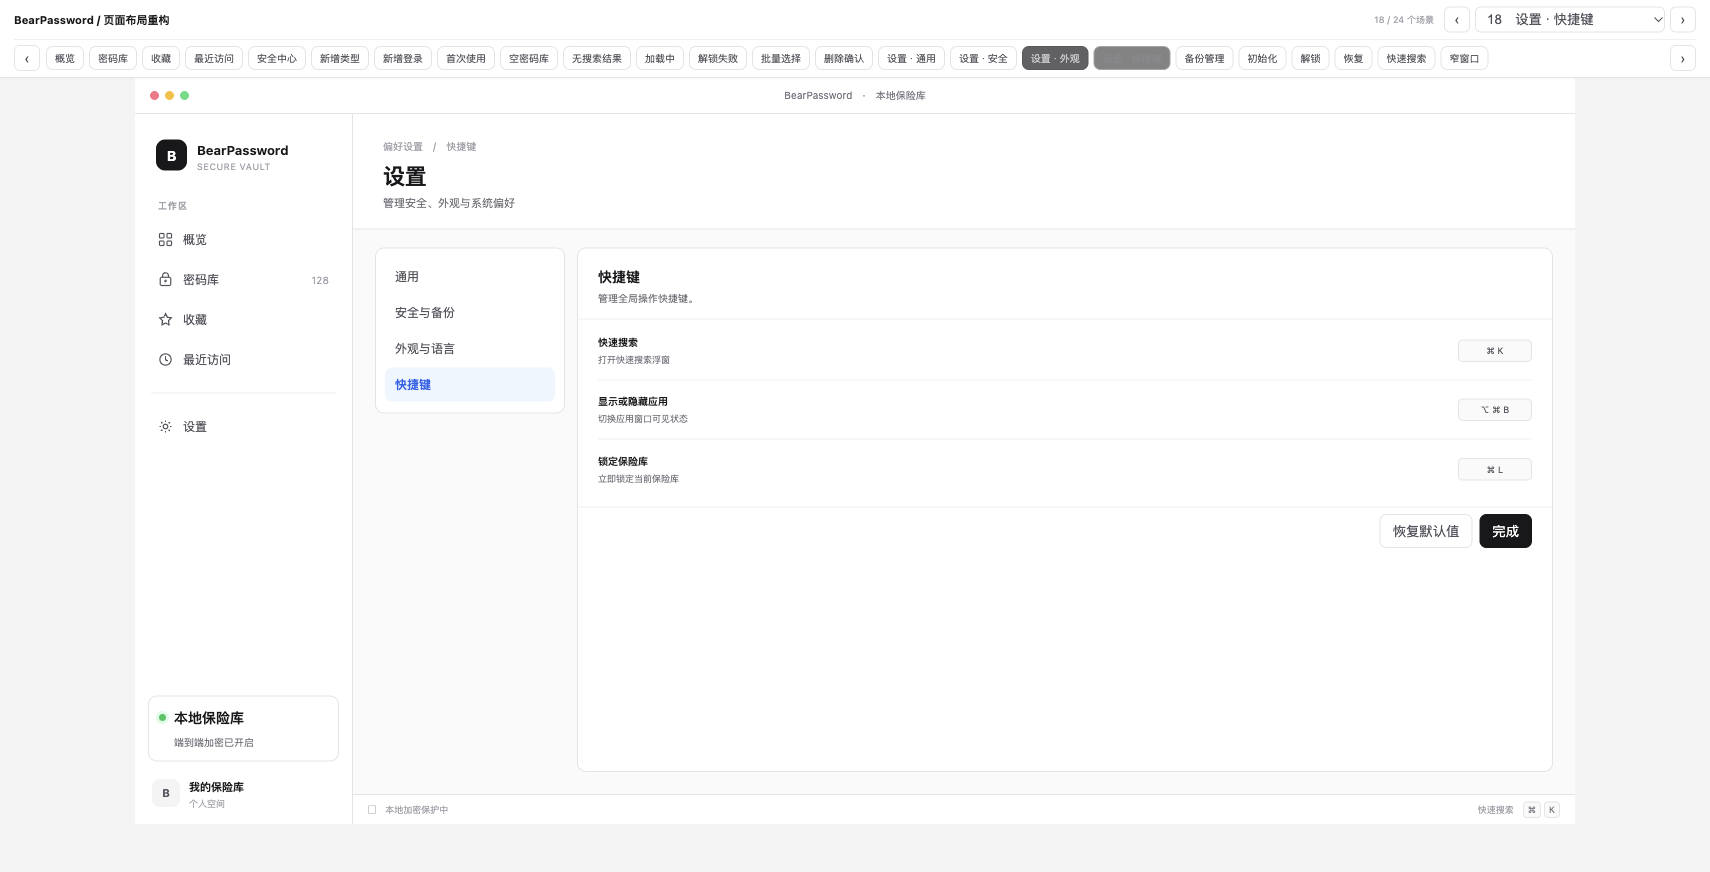 BearPassword / 页面布局重构
18 / 24 个场景
‹
18 设置 · 快捷键
›
‹
概览
密码库
收藏
最近访问
安全中心
新增类型
新增登录
首次使用
空密码库
无搜索结果
加载中
解锁失败
批量选择
删除确认
设置 · 通用
设置 · 安全
设置 · 外观
备份管理
初始化
解锁
恢复
快速搜索
窄窗口
›
BearPassword · 本地保险库
B
BearPassword
SECURE VAULT
工作区
概览
密码库 128
收藏
最近访问
设置
本地保险库
端到端加密已开启
B
我的保险库
个人空间
偏好设置 / 快捷键
设置
管理安全、外观与系统偏好
通用
安全与备份
外观与语言
快捷键
快捷键
管理全局操作快捷键。
快速搜索
打开快速搜索浮窗
⌘ K
显示或隐藏应用
切换应用窗口可见状态
⌥ ⌘ B
锁定保险库
立即锁定当前保险库
⌘ L
恢复默认值
完成
本地加密保护中
快速搜索 ⌘ K